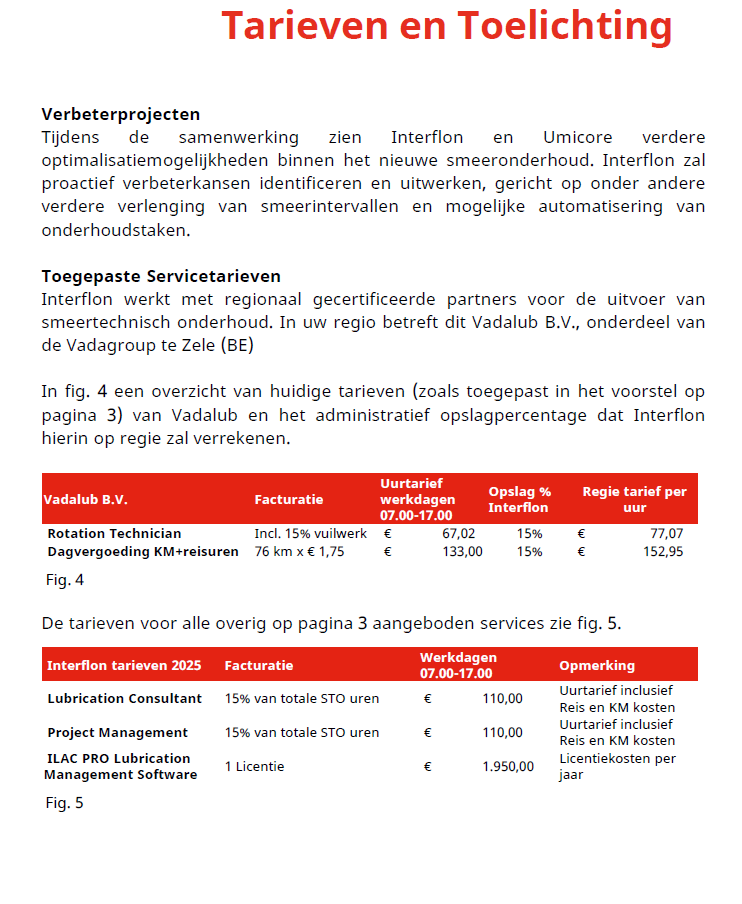 Tarieven en Toelichting
Verbeterprojecten
Tijdens de samenwerking zien Interflon en Umicore verdere
optimalisatiemogelijkheden binnen het nieuwe smeeronderhoud. Interflon zal
proactief verbeterkansen identificeren en uitwerken, gericht op onder andere
verdere verlenging van smeerintervallen en mogelijke automatisering van
onderhoudstaken.
Toegepaste Servicetarieven
Interflon werkt met regionaal gecertificeerde partners voor de uitvoer van
smeertechnisch onderhoud. In uw regio betreft dit Vadalub B.V., onderdeel van
de Vadagroup te Zele (BE)
In fig. 4 een overzicht van huidige tarieven (zoals toegepast in het voorstel op
pagina 3) van Vadalub en het administratief opslagpercentage dat Interflon
hierin op regie zal verrekenen.
Vadalub B.V. Facturatie Uurtarief werkdagen 07.00-17.00 Opslag % Interflon Regie tarief per uur
Rotation Technician Incl. 15% vuilwerk € 67,02 15% € 77,07
Dagvergoeding KM+reisuren 76 km x € 1,75 € 133,00 15% € 152,95
Fig. 4
De tarieven voor alle overig op pagina 3 aangeboden services zie fig. 5.
Interflon tarieven 2025 Facturatie Werkdagen 07.00-17.00 Opmerking
Lubrication Consultant 15% van totale STO uren € 110,00 Uurtarief inclusief Reis en KM kosten
Project Management 15% van totale STO uren € 110,00 Uurtarief inclusief Reis en KM kosten
ILAC PRO Lubrication Management Software 1 Licentie € 1.950,00 Licentiekosten per jaar
Fig. 5